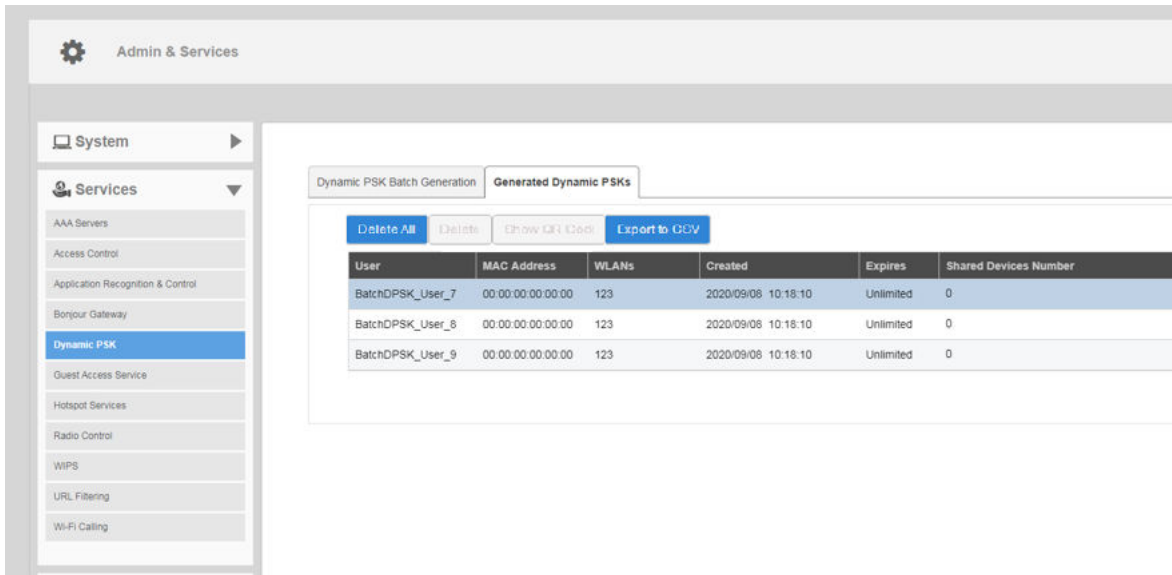 Admin & Services
System
Services
AAA Servers
Access Control
Application Recognition & Control
Bonjour Gateway
Dynamic PSK
Guest Access Service
Hotspot Services
Radio Control
WIPS
URL Filtering
Wi-Fi Calling
Dynamic PSK Batch Generation Generated Dynamic PSKs
Delete All Delete Show QR Code Export to CSV
User MAC Address WLANs Created Expires Shared Devices Number
BatchDPSK_User_7 00:00:00:00:00:00 123 2020/09/08 10:18:10 Unlimited 0
BatchDPSK_User_8 00:00:00:00:00:00 123 2020/09/08 10:18:10 Unlimited 0
BatchDPSK_User_9 00:00:00:00:00:00 123 2020/09/08 10:18:10 Unlimited 0